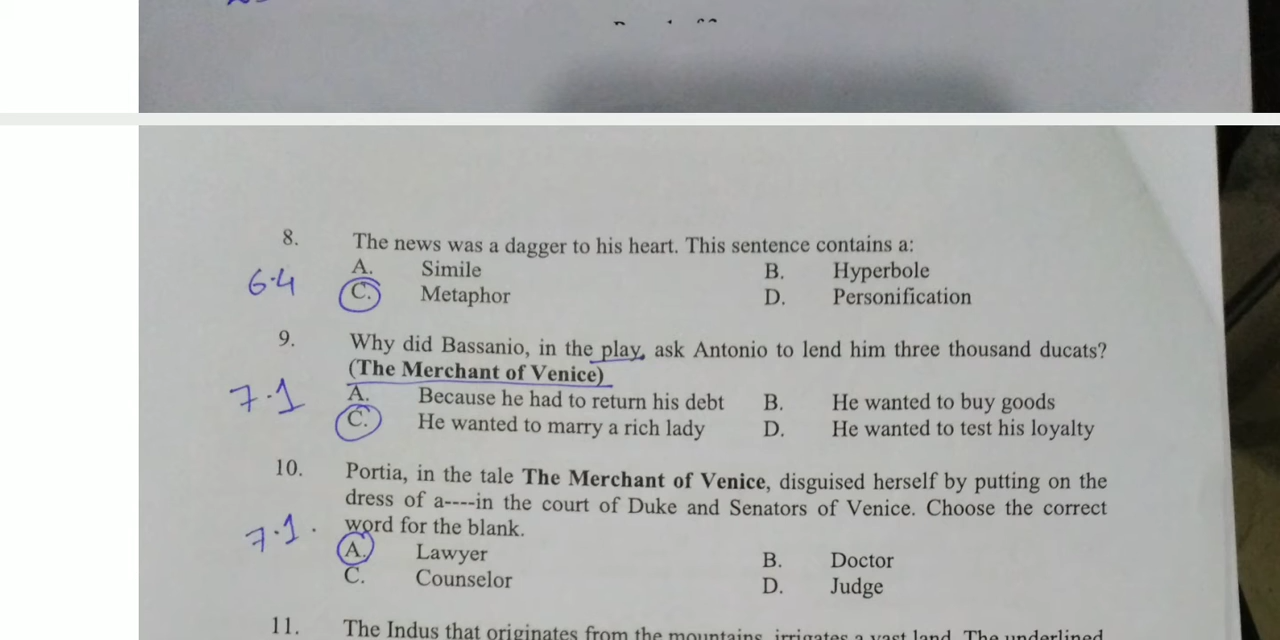 8. The news was a dagger to his heart. This sentence contains a:
A. Simile B. Hyperbole
6.4 C. Metaphor D. Personification
9. Why did Bassanio, in the play, ask Antonio to lend him three thousand ducats?
(The Merchant of Venice)
7.1 A. Because he had to return his debt B. He wanted to buy goods
C. He wanted to marry a rich lady D. He wanted to test his loyalty
10. Portia, in the tale The Merchant of Venice, disguised herself by putting on the
dress of a----in the court of Duke and Senators of Venice. Choose the correct
7.1. word for the blank.
A. Lawyer B. Doctor
C. Counselor D. Judge
11. The Indus that originates from the mountains, irrigates a vast land. The underlined